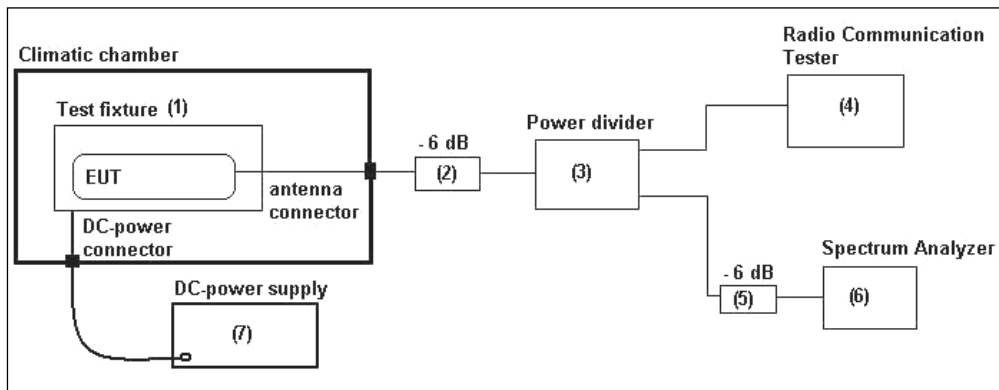 Climatic chamber
Test fixture (1)
EUT
antenna
connector
DC-power
connector
DC-power supply
(7)
- 6 dB
(2)
Power divider
(3)
Radio Communication
Tester
(4)
- 6 dB
(5)
Spectrum Analyzer
(6)